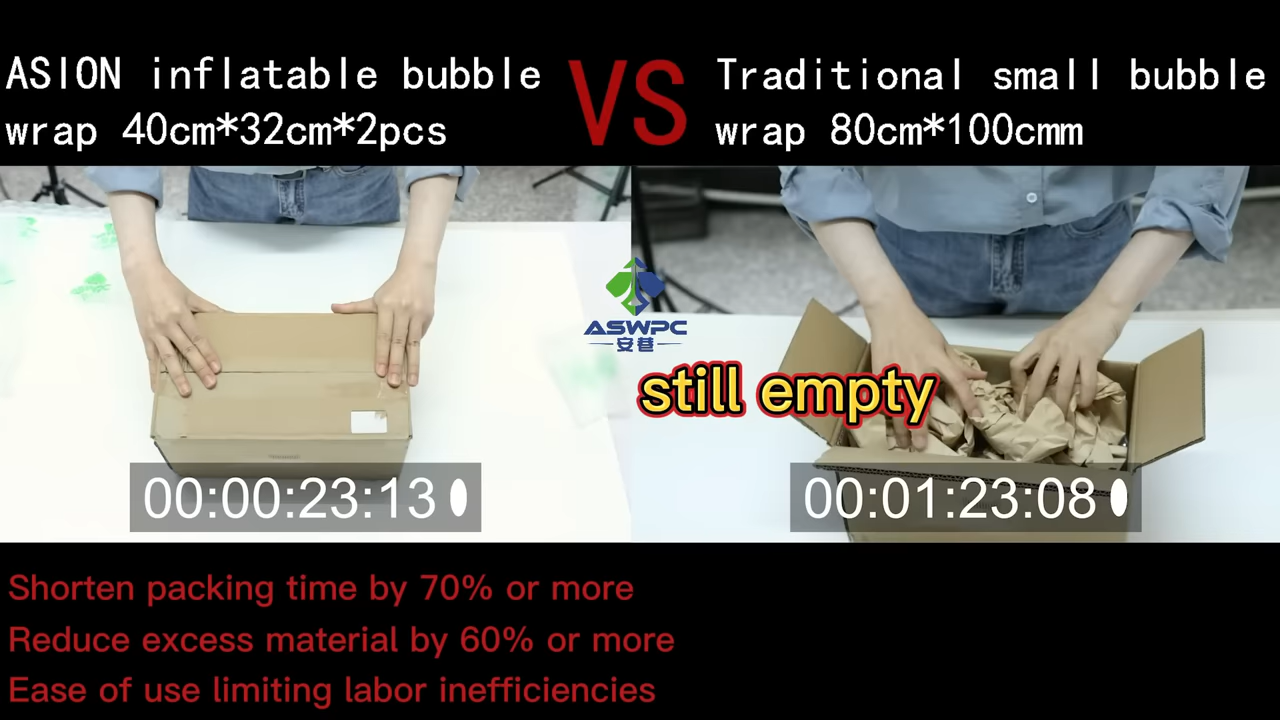 ASION inflatable bubble
wrap 40cm*32cm*2pcs
VS
Traditional small bubble
wrap 80cm*100cmm
ASWPC
安巷
still empty
00:00:23:13
00:01:23:08
Shorten packing time by 70% or more
Reduce excess material by 60% or more
Ease of use limiting labor inefficiencies